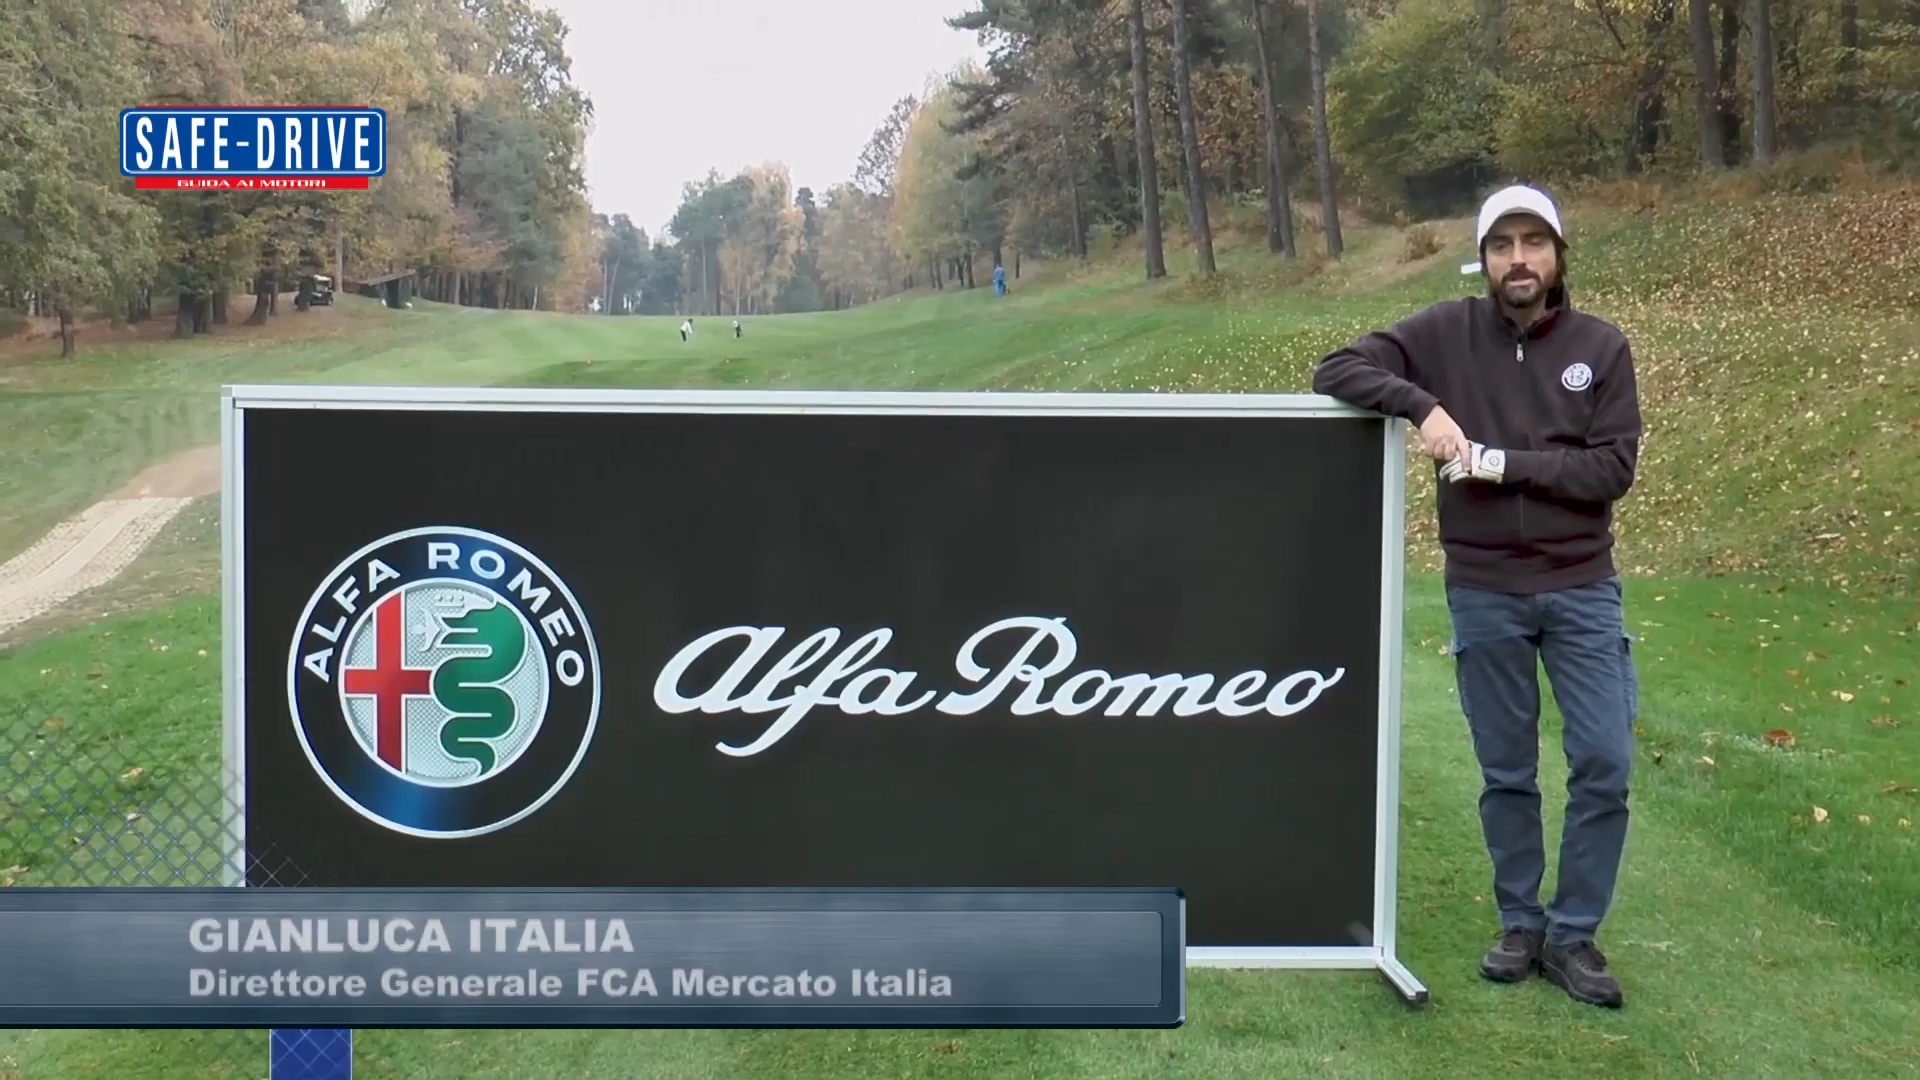 SAFE-DRIVE
GUIDA AI MOTORI
ALFA ROMEO
Alfa Romeo
GIANLUCA ITALIA
Direttore Generale FCA Mercato Italia